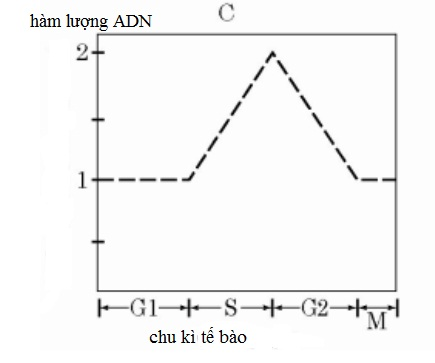 C
hàm lượng ADN
2
1
G1 S G2 M
chu kì tế bào